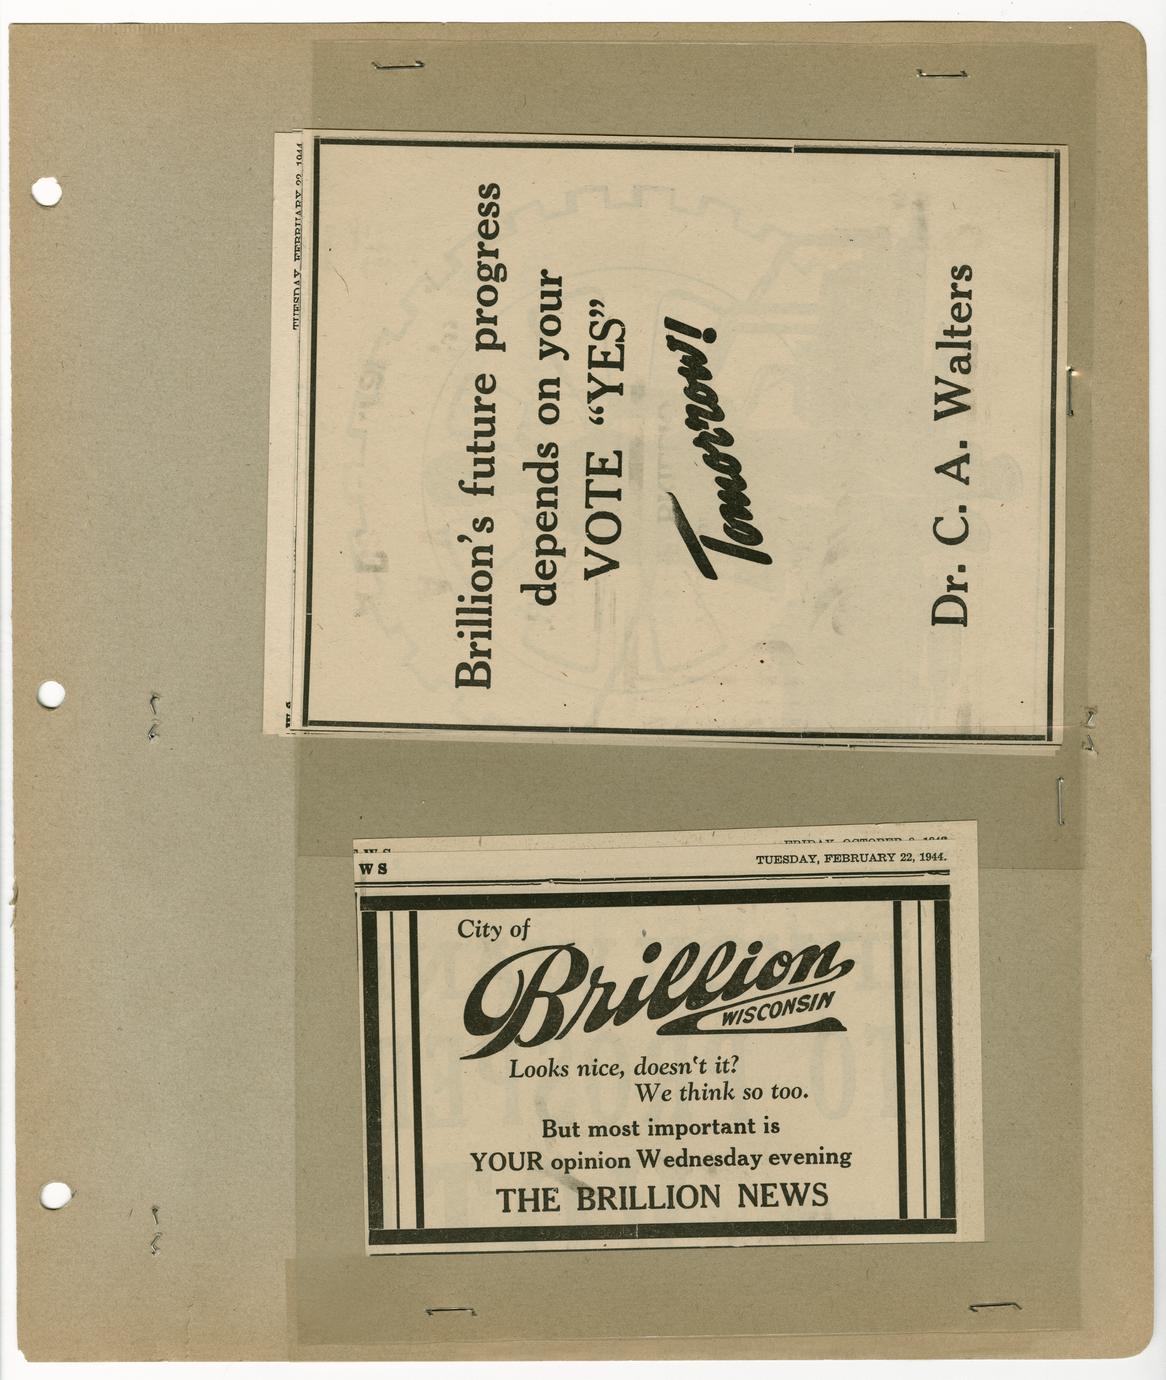 TUESDAY, FEBRUARY 22, 1944
W S
Brillion's future progress
depends on your
VOTE “YES”
Tomorrow!
Dr. C. A. Walters
E W S
FRIDAY, OCTOBER
W S
TUESDAY, FEBRUARY 22, 1944.
City of
Brillion
WISCONSIN
Looks nice, doesn't it?
We think so too.
But most important is
YOUR opinion Wednesday evening
THE BRILLION NEWS